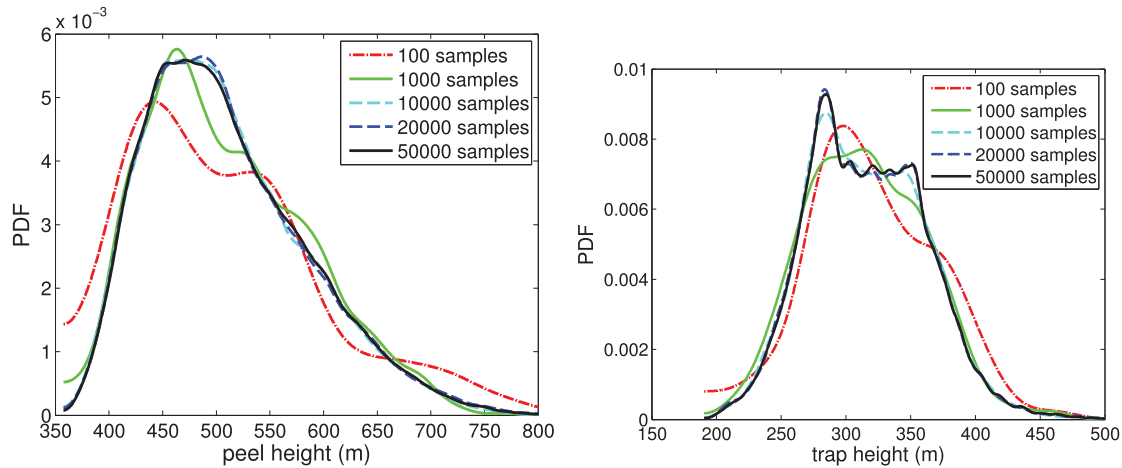 6 x 10⁻³
5
4
3
2
1
0
PDF
350 400 450 500 550 600 650 700 750 800
peel height (m)
100 samples
1000 samples
10000 samples
20000 samples
50000 samples
0.01
0.008
0.006
0.004
0.002
0
PDF
150 200 250 300 350 400 450 500
trap height (m)
100 samples
1000 samples
10000 samples
20000 samples
50000 samples